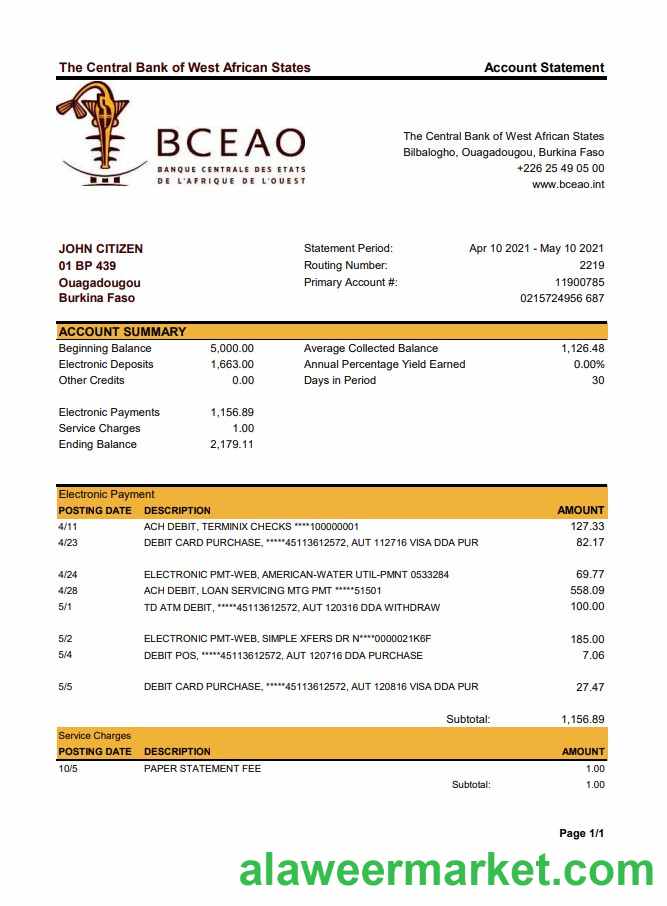 The Central Bank of West African States Account Statement
BCEAO
BANQUE CENTRALE DES ETATS
DE L'AFRIQUE DE L'OUEST
The Central Bank of West African States
Bilbalogho, Ouagadougou, Burkina Faso
+226 25 49 05 00
www.bceao.int
JOHN CITIZEN
01 BP 439
Ouagadougou
Burkina Faso
Statement Period: Apr 10 2021 - May 10 2021
Routing Number: 2219
Primary Account #: 11900785
0215724956 687
ACCOUNT SUMMARY
Beginning Balance 5,000.00 Average Collected Balance 1,126.48
Electronic Deposits 1,663.00 Annual Percentage Yield Earned 0.00%
Other Credits 0.00 Days in Period 30
Electronic Payments 1,156.89
Service Charges 1.00
Ending Balance 2,179.11
Electronic Payment
POSTING DATE DESCRIPTION AMOUNT
4/11 ACH DEBIT, TERMINIX CHECKS ****100000001 127.33
4/23 DEBIT CARD PURCHASE, *****45113612572, AUT 112716 VISA DDA PUR 82.17
4/24 ELECTRONIC PMT-WEB, AMERICAN-WATER UTIL-PMNT 0533284 69.77
4/28 ACH DEBIT, LOAN SERVICING MTG PMT *****51501 558.09
5/1 TD ATM DEBIT, *****45113612572, AUT 120316 DDA WITHDRAW 100.00
5/2 ELECTRONIC PMT-WEB, SIMPLE XFERS DR N****0000021K6F 185.00
5/4 DEBIT POS, *****45113612572, AUT 120716 DDA PURCHASE 7.06
5/5 DEBIT CARD PURCHASE, *****45113612572, AUT 120816 VISA DDA PUR 27.47
Subtotal: 1,156.89
Service Charges
POSTING DATE DESCRIPTION AMOUNT
10/5 PAPER STATEMENT FEE 1.00
Subtotal: 1.00
Page 1/1
alaweermarket.com